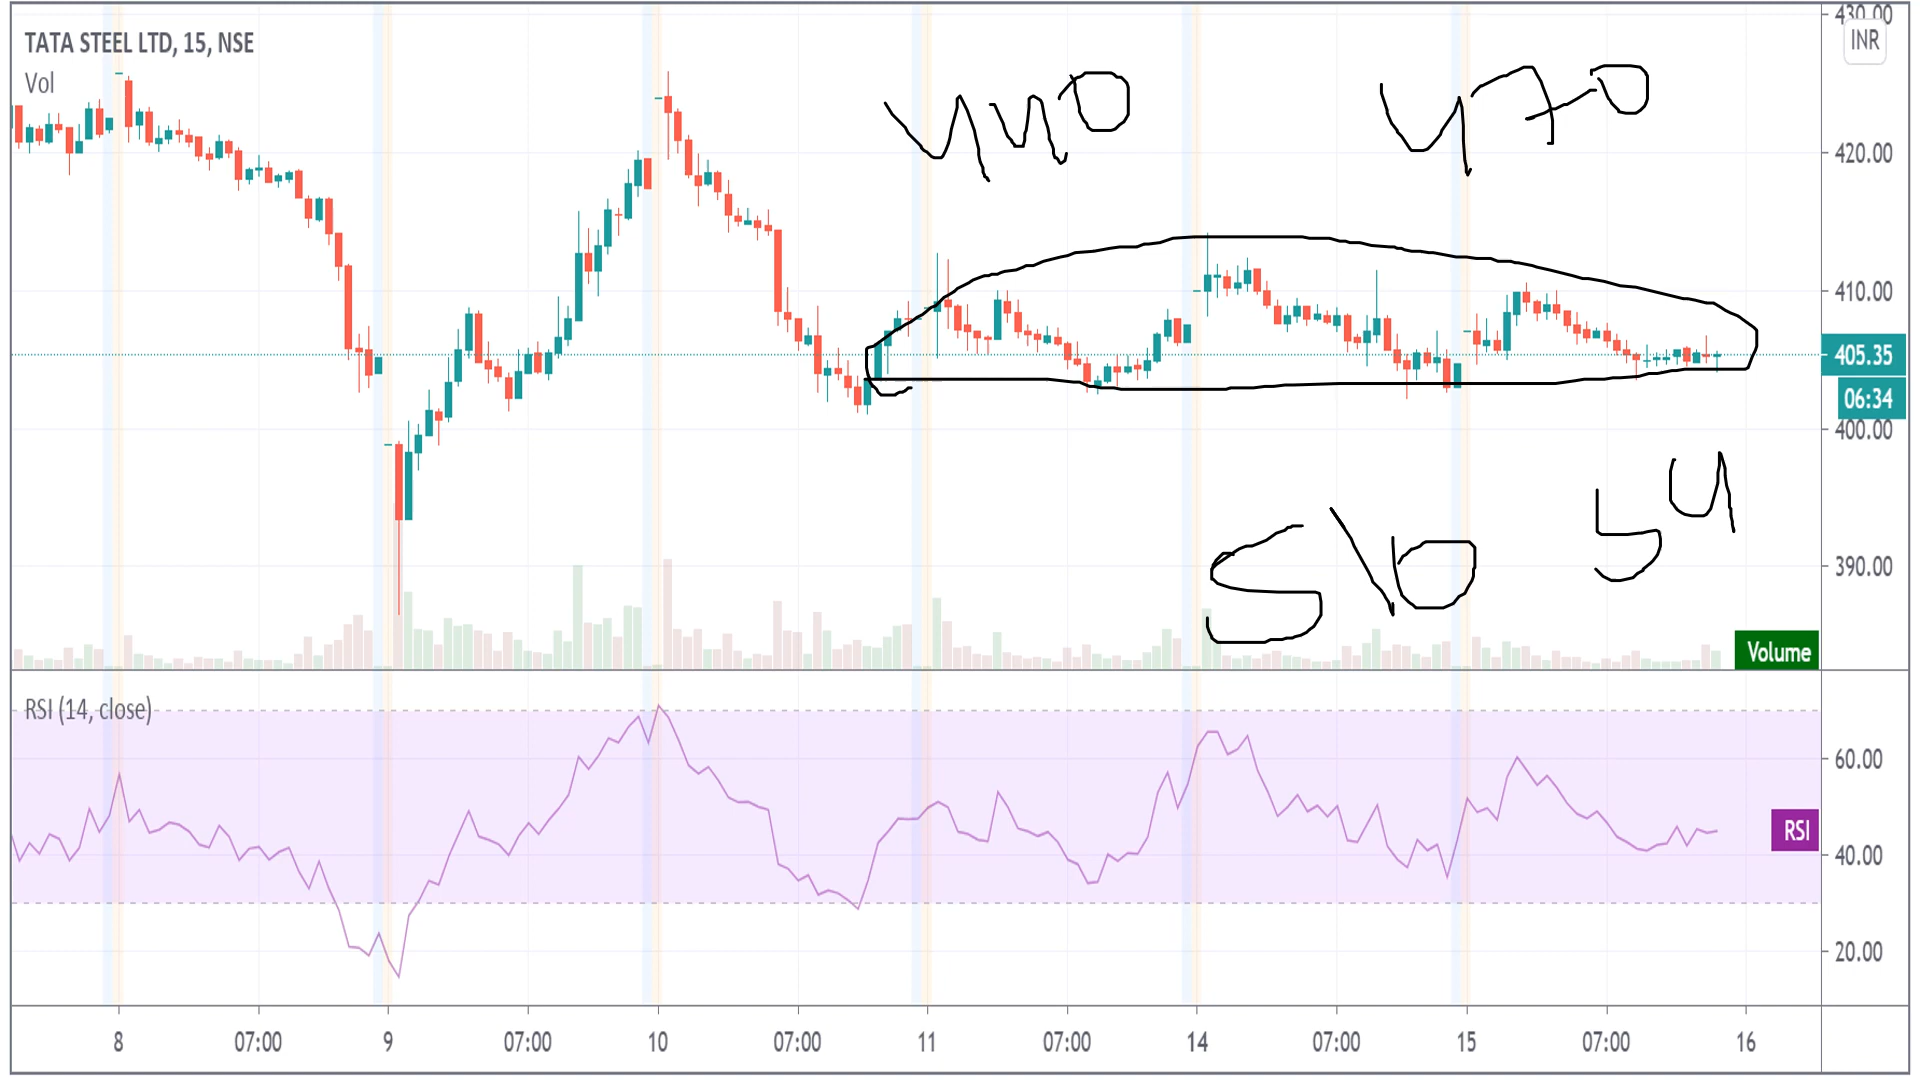 430.00
TATA STEEL LTD, 15, NSE
INR
Vol
440
470
420.00
410.00
405.35
06:34
400.00
54
510
390.00
Volume
RSI (14, close)
60.00
RSI
40.00
20.00
8 07:00 9 07:00 10 07:00 11 07:00 14 07:00 15 07:00 16